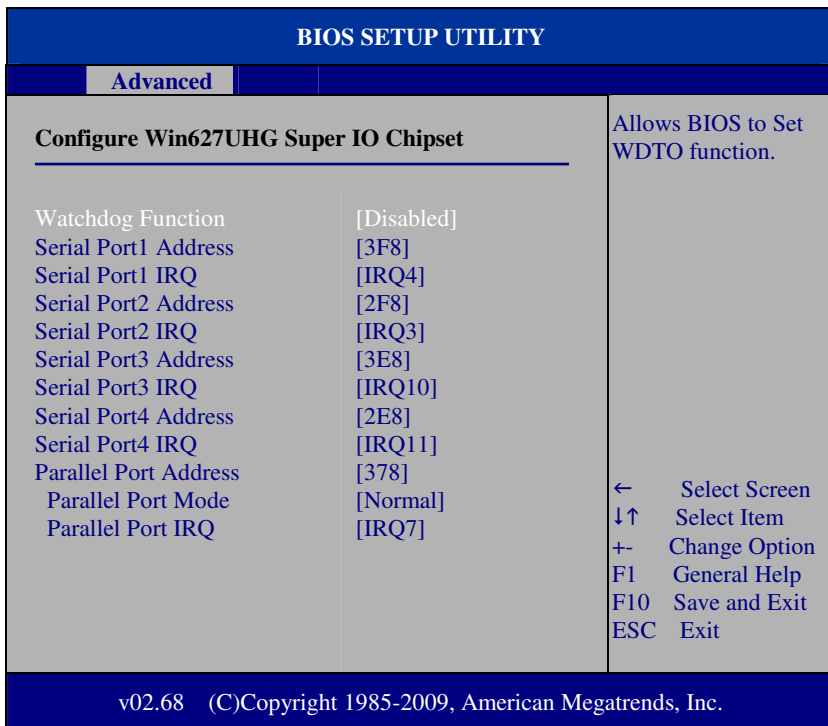 BIOS SETUP UTILITY
Advanced
Configure Win627UHG Super IO Chipset
Watchdog Function [Disabled]
Serial Port1 Address [3F8]
Serial Port1 IRQ [IRQ4]
Serial Port2 Address [2F8]
Serial Port2 IRQ [IRQ3]
Serial Port3 Address [3E8]
Serial Port3 IRQ [IRQ10]
Serial Port4 Address [2E8]
Serial Port4 IRQ [IRQ11]
Parallel Port Address [378]
Parallel Port Mode [Normal]
Parallel Port IRQ [IRQ7]
Allows BIOS to Set
WDTO function.
← Select Screen
↓↑ Select Item
+- Change Option
F1 General Help
F10 Save and Exit
ESC Exit
v02.68 (C)Copyright 1985-2009, American Megatrends, Inc.